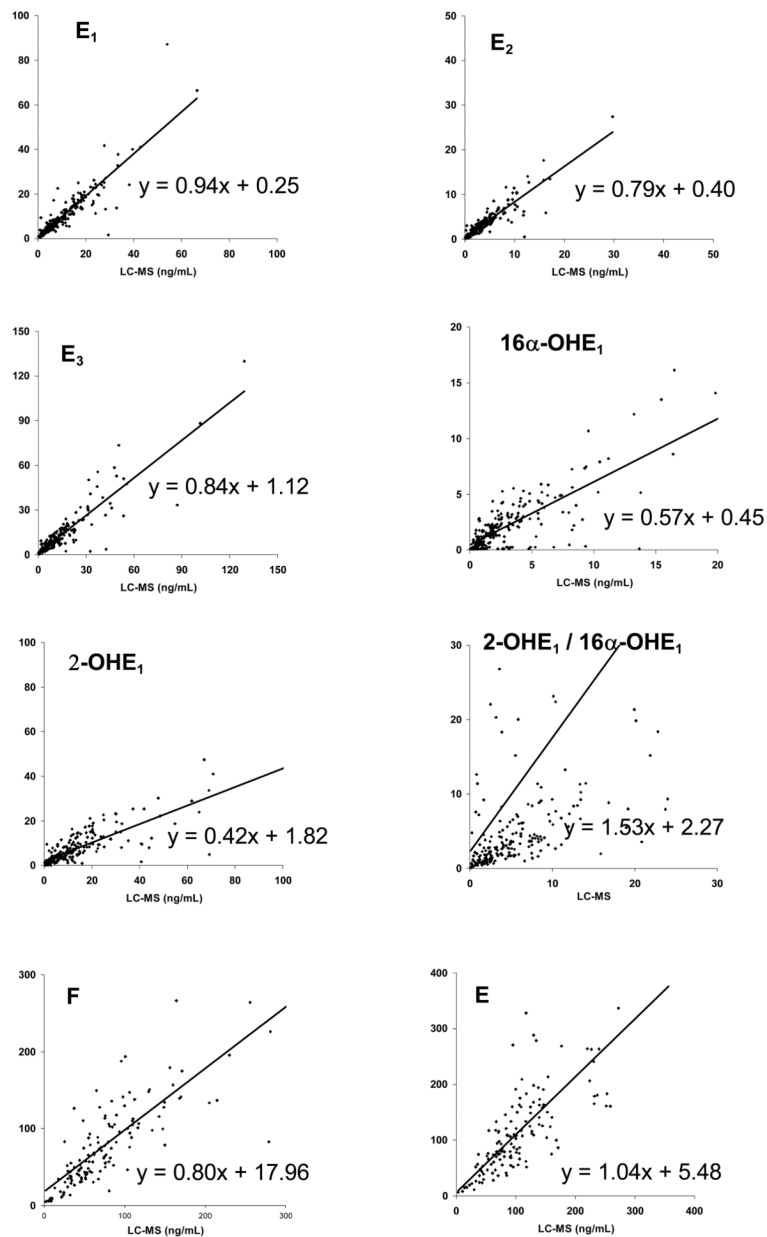 E₁
100
80
60
40
20
0
y = 0.94x + 0.25
0 20 40 60 80 100
LC-MS (ng/mL)
E₂
50
40
30
20
10
0
y = 0.79x + 0.40
0 10 20 30 40 50
LC-MS (ng/mL)
E₃
150
120
90
60
30
0
y = 0.84x + 1.12
0 30 60 90 120 150
LC-MS (ng/mL)
16α-OHE₁
20
15
10
5
0
y = 0.57x + 0.45
0 5 10 15 20
LC-MS (ng/mL)
2-OHE₁
100
80
60
40
20
0
y = 0.42x + 1.82
0 20 40 60 80 100
LC-MS (ng/mL)
2-OHE₁ / 16α-OHE₁
30
20
10
0
y = 1.53x + 2.27
0 10 20 30
LC-MS
F
300
200
100
0
y = 0.80x + 17.96
0 100 200 300
LC-MS (ng/mL)
E
400
300
200
100
0
y = 1.04x + 5.48
0 100 200 300 400
LC-MS (ng/mL)